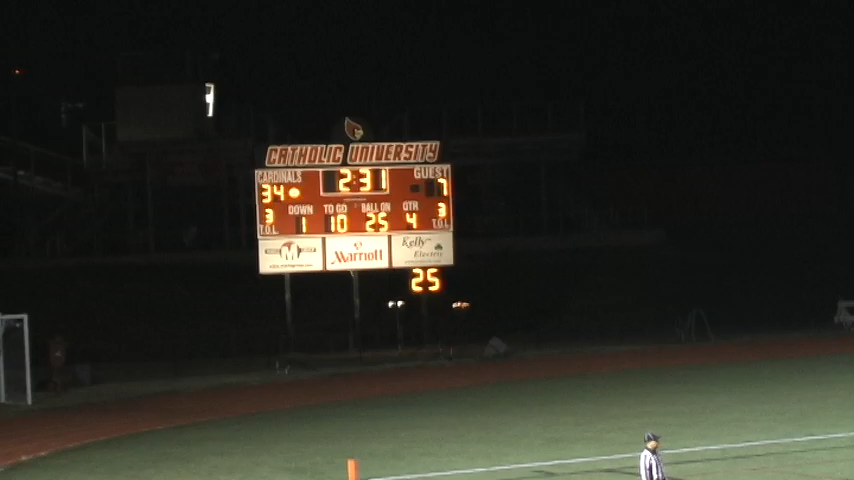 CATHOLIC UNIVERSITY
CARDINALS 2:31 GUEST
34 7
DOWN TO GO BALL ON QTR
3 1 10 25 4 3
T.O.L T.O.L
M Marriott Kelly Electric
25